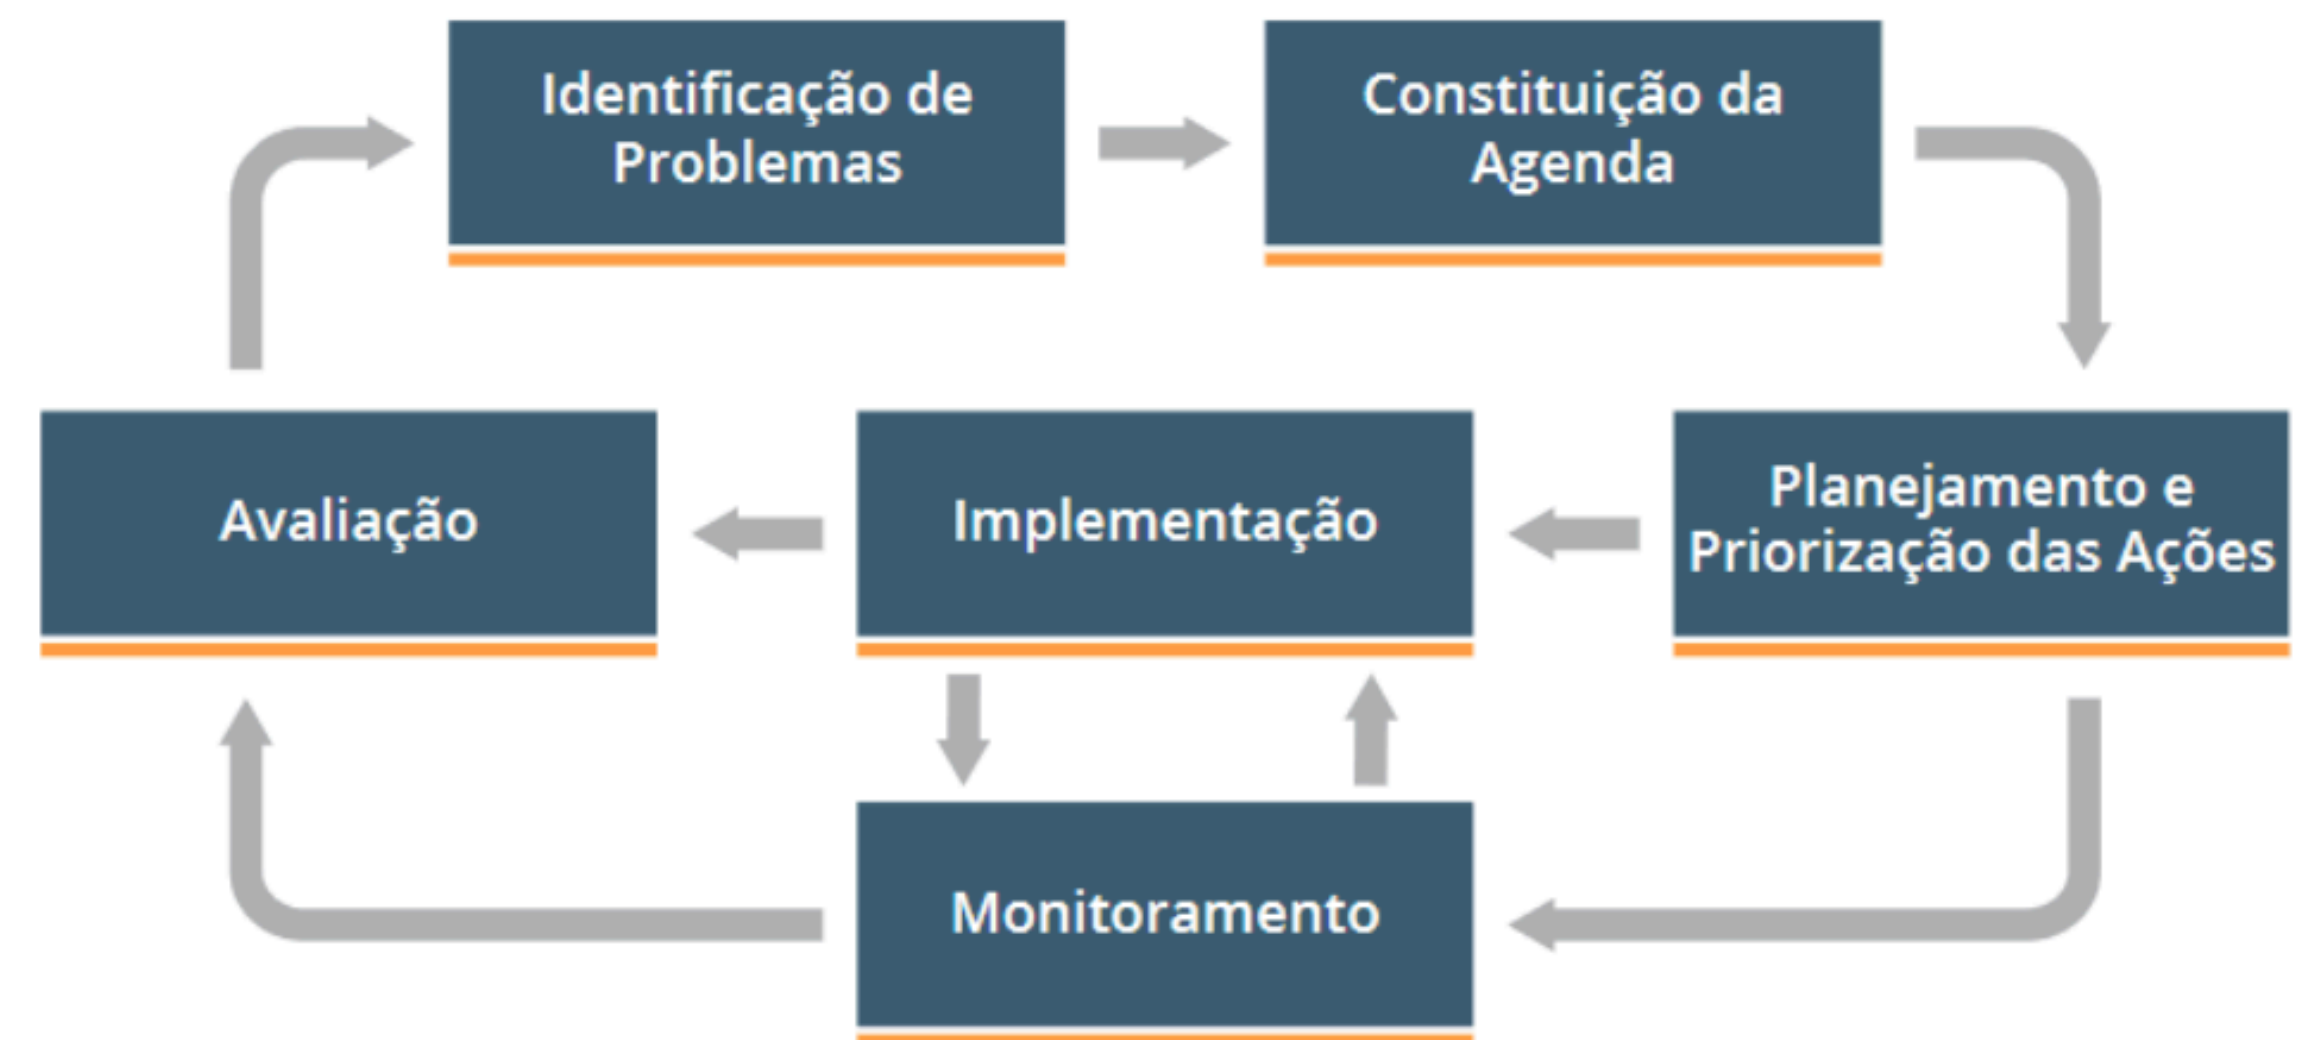 Identificação de
Problemas
Constituição da
Agenda
Avaliação
Implementação
Planejamento e
Priorização das Ações
Monitoramento